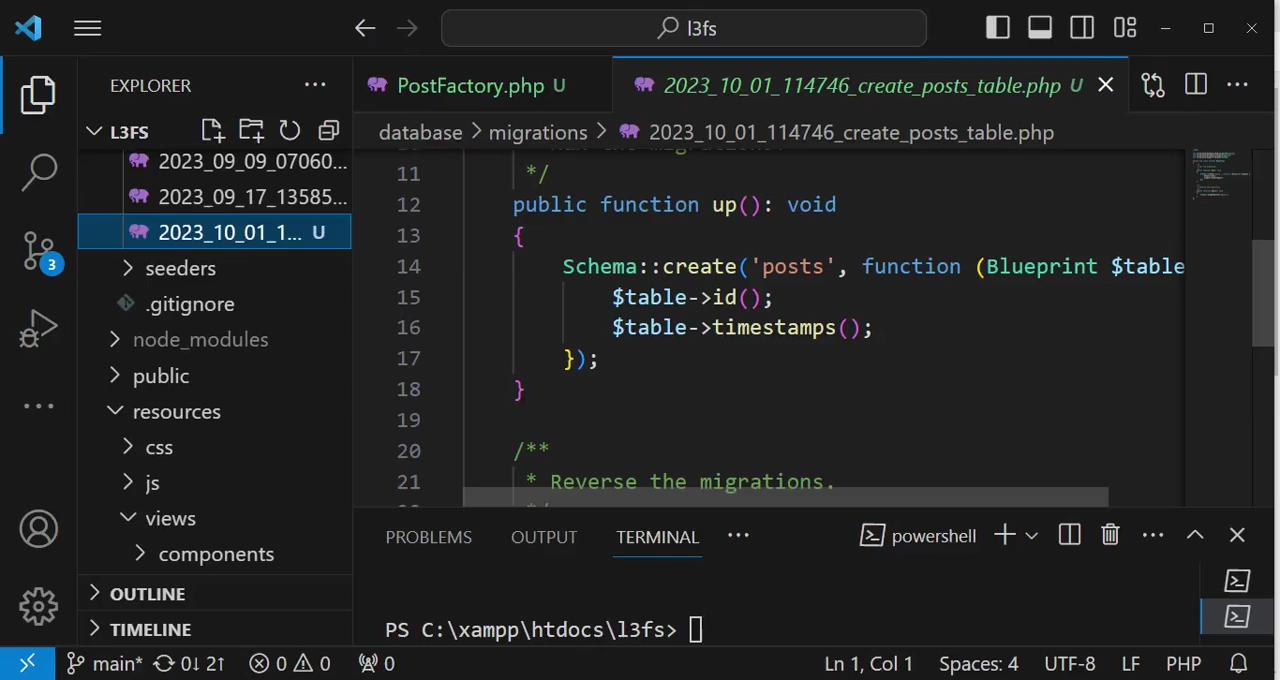 l3fs
EXPLORER
PostFactory.php U
2023_10_01_114746_create_posts_table.php U
L3FS
database > migrations > 2023_10_01_114746_create_posts_table.php
2023_09_09_07060...
2023_09_17_13585...
2023_10_01_1... U
seeders
.gitignore
node_modules
public
resources
css
js
views
components
OUTLINE
TIMELINE
3
11 */
12 public function up(): void
13 {
14 Schema::create('posts', function (Blueprint $table
15 $table->id();
16 $table->timestamps();
17 });
18 }
19
20 /**
21 * Reverse the migrations.
PROBLEMS OUTPUT TERMINAL powershell
PS C:\xampp\htdocs\l3fs>
main* 0↓ 2↑ 0 0 0 Ln 1, Col 1 Spaces: 4 UTF-8 LF PHP